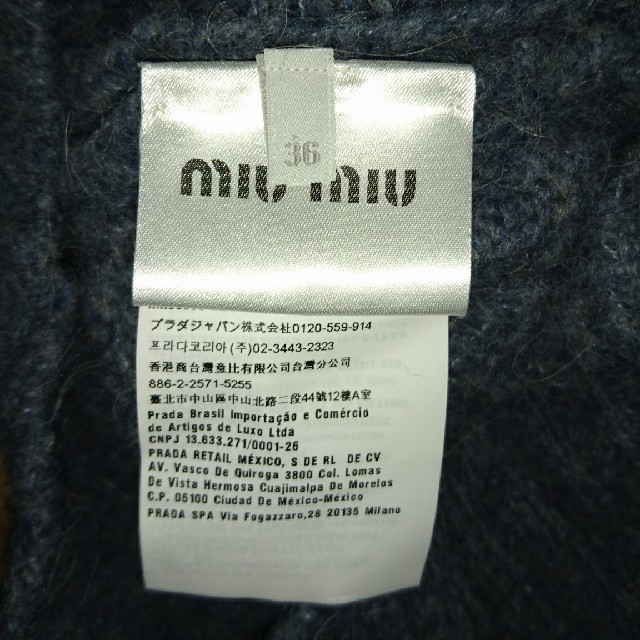 36
miu miu
プラダジャパン株式会社0120-559-914
프라다코리아 (주)02-3443-2323
香港商台灣意比有限公司台灣分公司
886-2-2571-5255
臺北市中山區中山北路二段44號12樓A室
Prada Brasil Importação e Comércio
de Artigos de Luxo Ltda
CNPJ 13.633.271/0001-26
PRADA RETAIL MÉXICO, S DE RL DE CV
AV. Vasco De Quiroga 3800 Col. Lomas
De Vista Hermosa Cuajimalpa De Morelos
C.P. 05100 Ciudad De México-México
PRADA SPA Via Fogazzaro,28 20135 Milano